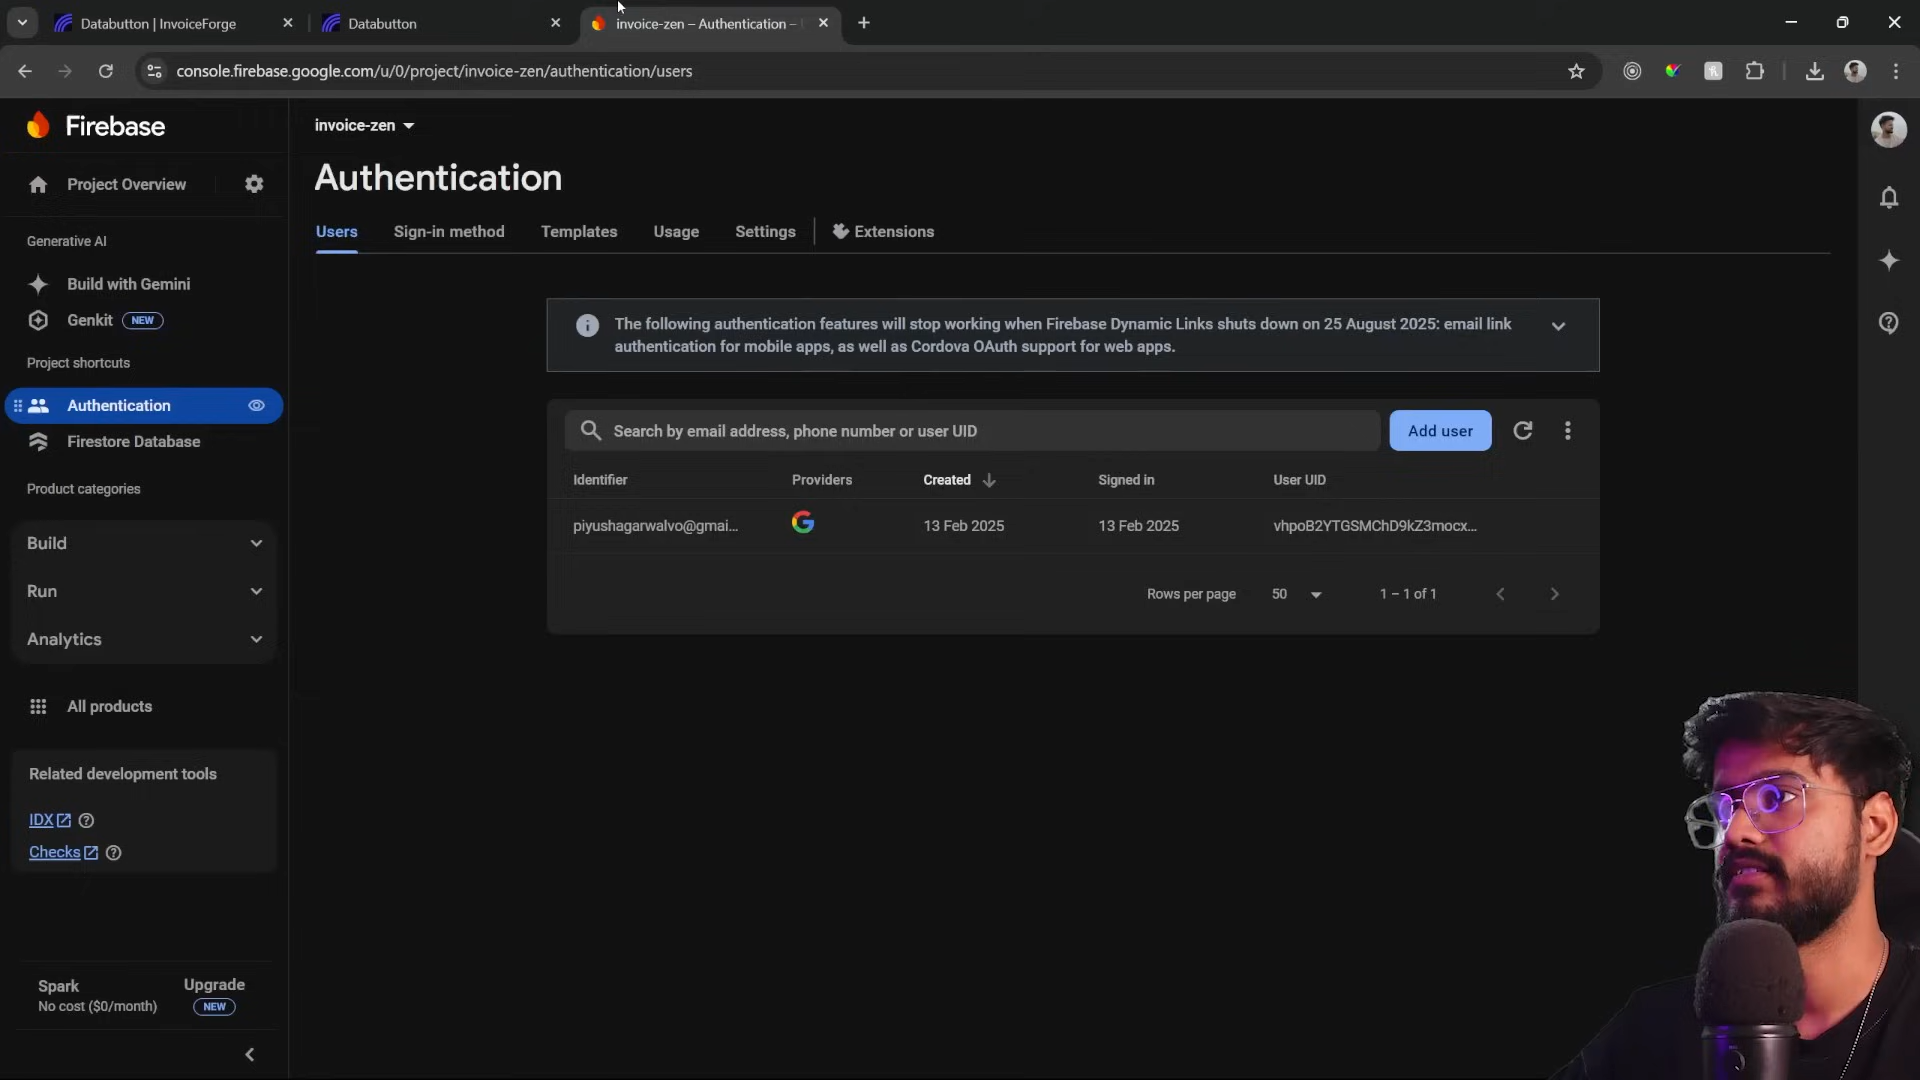 Databutton | InvoiceForge
Databutton
invoice-zen – Authentication –
console.firebase.google.com/u/0/project/invoice-zen/authentication/users
Firebase
invoice-zen
Project Overview
Authentication
Users
Sign-in method
Templates
Usage
Settings
Extensions
Generative AI
Build with Gemini
Genkit
NEW
Project shortcuts
Authentication
Firestore Database
Product categories
Build
Run
Analytics
All products
Related development tools
IDX
Checks
Spark
No cost ($0/month)
Upgrade
NEW
The following authentication features will stop working when Firebase Dynamic Links shuts down on 25 August 2025: email link
authentication for mobile apps, as well as Cordova OAuth support for web apps.
Search by email address, phone number or user UID
Add user
Identifier
Providers
Created
Signed in
User UID
piyushagarwalvo@gmai...
13 Feb 2025
13 Feb 2025
vhpoB2YTGSMChD9kZ3mocx...
Rows per page
50
1 – 1 of 1